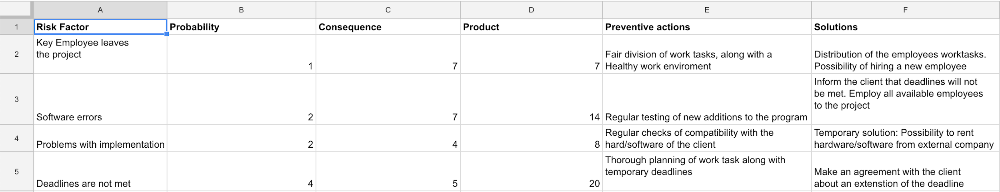 A B C D E F
1 Risk Factor Probability Consequence Product Preventive actions Solutions
Key Employee leaves
the project
2
1
7
7
Fair division of work tasks, along with a
Healthy work enviroment
Distribution of the employees worktasks.
Possibility of hiring a new employee
3
Software errors
2
7
14
Regular testing of new additions to the program
Inform the client that deadlines will not
be met. Employ all available employees
to the project
4
Problems with implementation
2
4
8
Regular checks of compatibility with the
hard/software of the client
Temporary solution: Possibility to rent
hardware/software from external company
5
Deadlines are not met
4
5
20
Thorough planning of work task along with
temporary deadlines
Make an agreement with the client
about an extenstion of the deadline